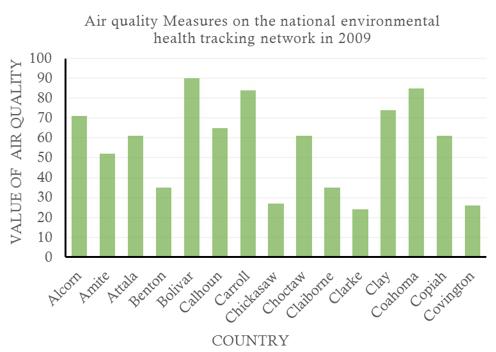 Air quality Measures on the national environmental
health tracking network in 2009
VALUE OF AIR QUALITY
100
90
80
70
60
50
40
30
20
10
0
Alcorn
Amite
Attala
Benton
Bolivar
Calhoun
Carroll
Chickasaw
Choctaw
Claiborne
Clarke
Clay
Coahoma
Copiah
Covington
COUNTRY